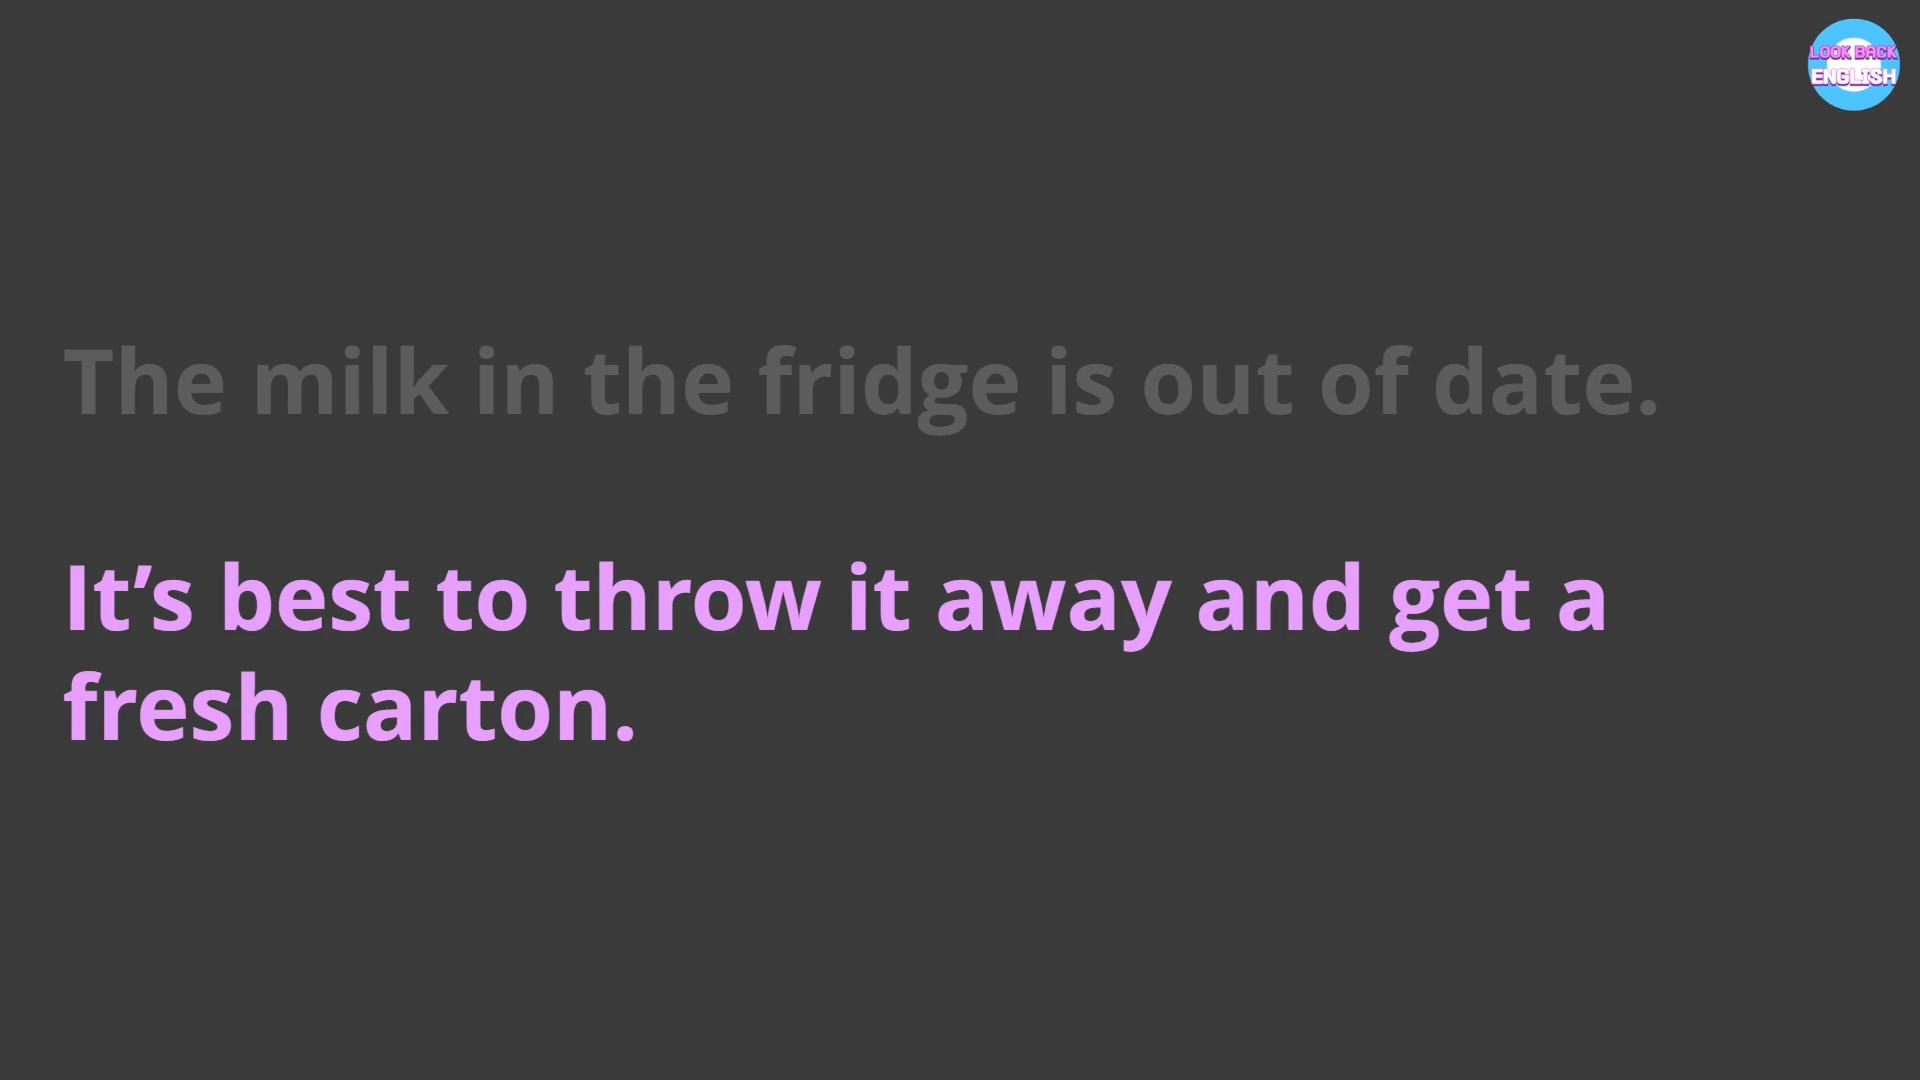 LOOK BACK
ENGLISH
The milk in the fridge is out of date.
It’s best to throw it away and get a
fresh carton.